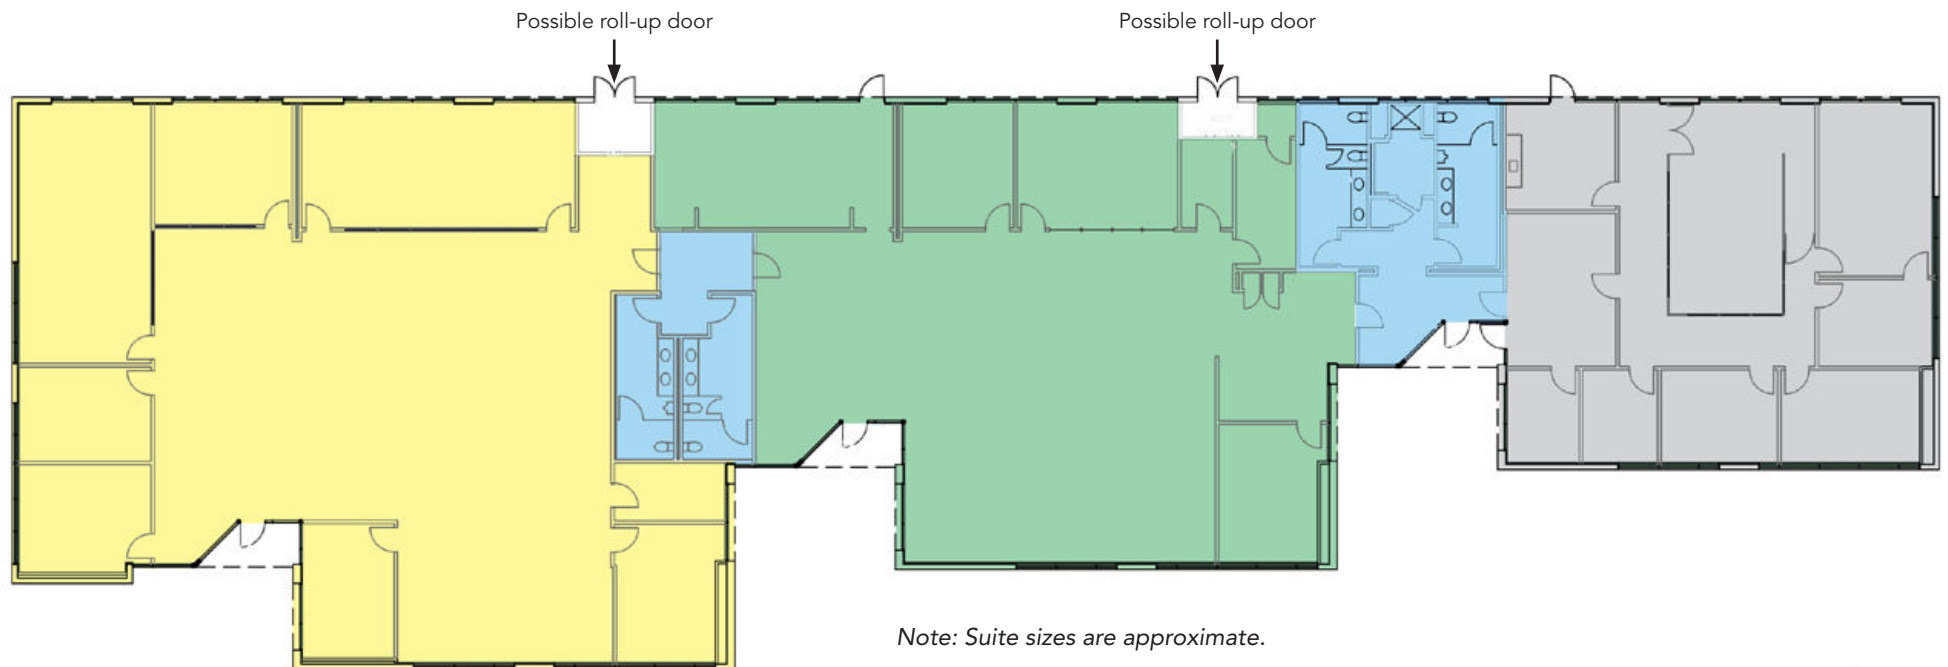 Possible roll-up door
Possible roll-up door
Note: Suite sizes are approximate.